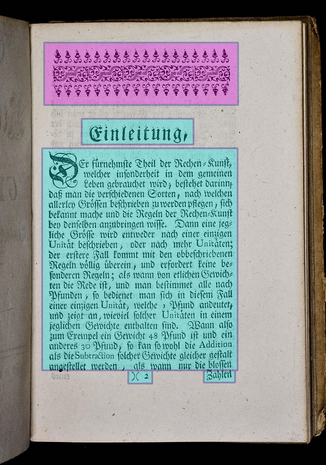 Einleitung,
Der fürnehmste Theil der Rechen-Kunst,
welcher insonderheit in dem gemeinen
Leben gebrauchet wird, bestehet darinn,
daß man die verschiedenen Sorten, nach welchen
allerley Grössen beschrieben zu werden pflegen, sich
bekannt mache und die Regeln der Rechen-Kunst
bey denselben anzubringen wisse. Dann eine jeg-
liche Grösse wird entweder nach einer einzigen
Unität beschrieben, oder nach mehr Unitäten;
der erstere Fall kommt mit den obbeschriebenen
Regeln völlig überein, und erfordert keine be-
sonderen Regeln; als wann von etlichen Gewich-
ten die Rede ist, und man bestimmet alle nach
Pfunden, so bedienet man sich in diesem Fall
einer einzigen Unität, welche 1 Pfund andeutet,
und zeiget an, wieviel solcher Unitäten in einem
jeglichen Gewichte enthalten sind. Wann also
zum Exempel ein Gewicht 48 Pfund ist und ein
anderes 30 Pfund, so kan sowohl die Addition
als die Subtraction solcher Gewichte gleicher gestalt
angestellet werden, als wann nur die blossen
)( 2
Zahlen